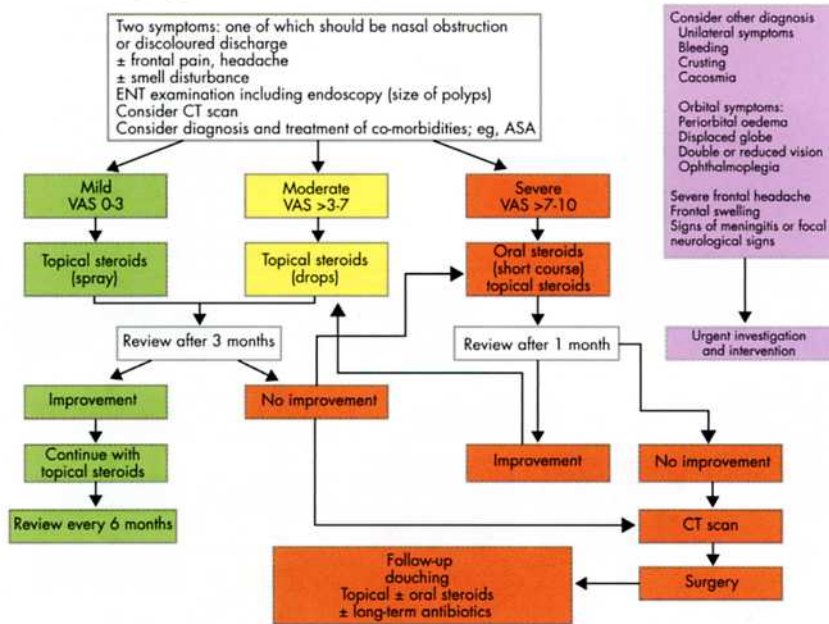 Two symptoms: one of which should be nasal obstruction
or discoloured discharge
± frontal pain, headache
± smell disturbance
ENT examination including endoscopy (size of polyps)
Consider CT scan
Consider diagnosis and treatment of co-morbidities; eg, ASA
Consider other diagnosis
Unilateral symptoms
Bleeding
Crusting
Cacosmia
Orbital symptoms:
Periorbital oedema
Displaced globe
Double or reduced vision
Ophthalmoplegia
Severe frontal headache
Frontal swelling
Signs of meningitis or focal
neurological signs
Mild
VAS 0-3
Moderate
VAS >3-7
Severe
VAS >7-10
Topical steroids
(spray)
Topical steroids
(drops)
Oral steroids
(short course)
topical steroids
Review after 3 months
Review after 1 month
Urgent investigation
and intervention
Improvement
No improvement
Continue with
topical steroids
Improvement
No improvement
Review every 6 months
CT scan
Follow-up
douching
Topical ± oral steroids
± long-term antibiotics
Surgery